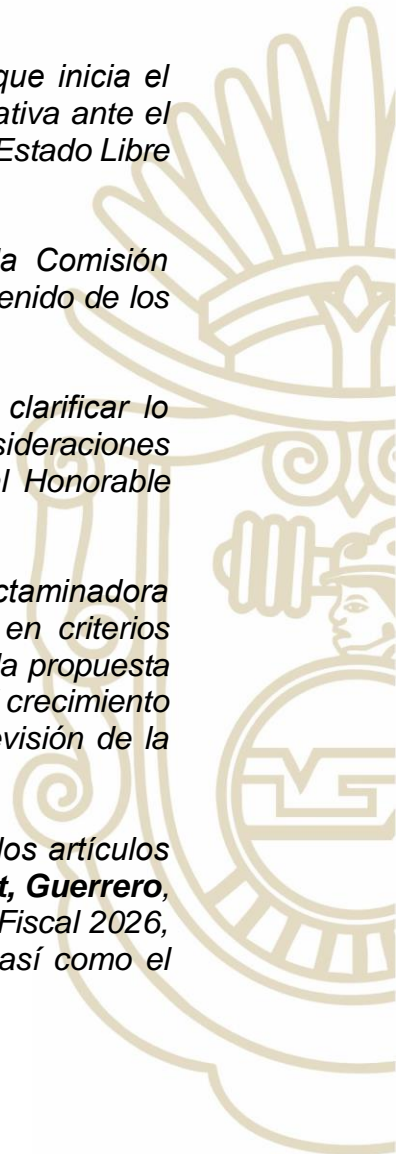 que inicia el
ativa ante el
Estado Libre
la Comisión
enido de los
clarificar lo
sideraciones
l Honorable
ctaminadora
en criterios
la propuesta
crecimiento
evisión de la
los artículos
t, Guerrero,
Fiscal 2026,
así como el